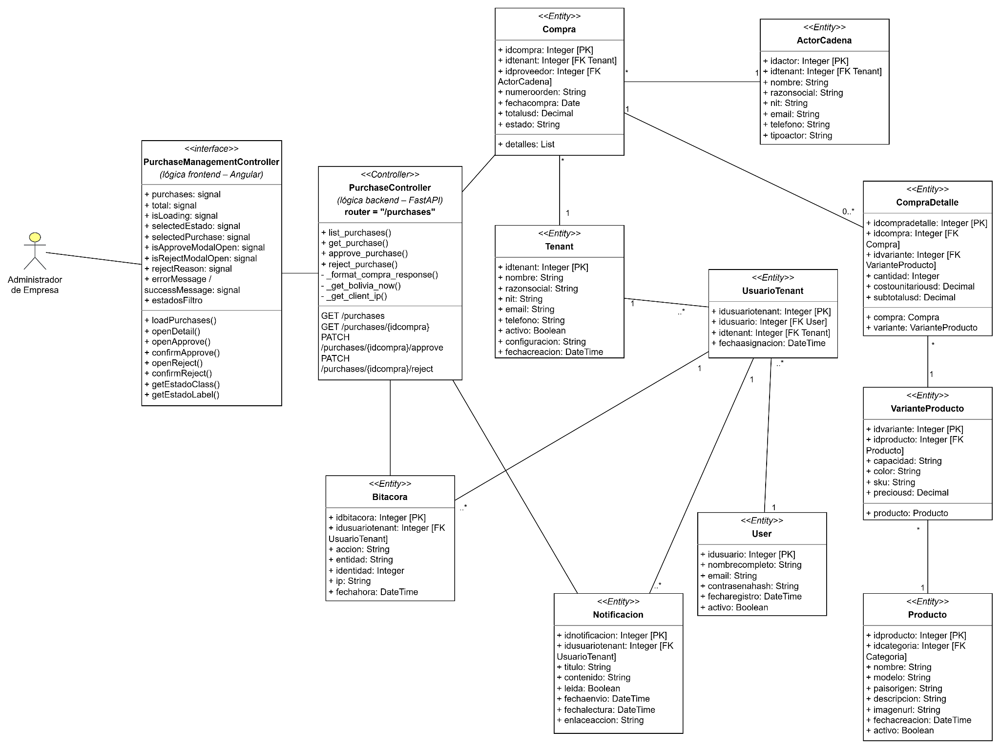 Administrador
de Empresa
<<interface>>
PurchaseManagementController
(lógica frontend – Angular)
+ purchases: signal
+ total: signal
+ isLoading: signal
+ selectedEstado: signal
+ selectedPurchase: signal
+ isApproveModalOpen: signal
+ isRejectModalOpen: signal
+ rejectReason: signal
+ errorMessage /
successMessage: signal
+ estadosFiltro
+ loadPurchases()
+ openDetail()
+ openApprove()
+ confirmApprove()
+ openReject()
+ confirmReject()
+ getEstadoClass()
+ getEstadoLabel()
<<Controller>>
PurchaseController
(lógica backend – FastAPI)
router = "/purchases"
+ list_purchases()
+ get_purchase()
+ approve_purchase()
+ reject_purchase()
- _format_compra_response()
- _get_bolivia_now()
- _get_client_ip()
GET /purchases
GET /purchases/{idcompra}
PATCH
/purchases/{idcompra}/approve
PATCH
/purchases/{idcompra}/reject
<<Entity>>
Compra
+ idcompra: Integer [PK]
+ idtenant: Integer [FK Tenant]
+ idproveedor: Integer [FK
ActorCadena]
+ numeroorden: String
+ fechacompra: Date
+ totalusd: Decimal
+ estado: String
+ detalles: List
*
1
1
0..*
*
1
<<Entity>>
ActorCadena
+ idactor: Integer [PK]
+ idtenant: Integer [FK Tenant]
+ nombre: String
+ razonsocial: String
+ nit: String
+ email: String
+ telefono: String
+ tipoactor: String
<<Entity>>
Tenant
+ idtenant: Integer [PK]
+ nombre: String
+ razonsocial: String
+ nit: String
+ email: String
+ telefono: String
+ activo: Boolean
+ configuracion: String
+ fechacreacion: DateTime
1
..*
<<Entity>>
UsuarioTenant
+ idusuariotenant: Integer [PK]
+ idusuario: Integer [FK User]
+ idtenant: Integer [FK Tenant]
+ fechaasignacion: DateTime
1
1
..*
<<Entity>>
CompraDetalle
+ idcompradetalle: Integer [PK]
+ idcompra: Integer [FK
Compra]
+ idvariante: Integer [FK
VarianteProducto]
+ cantidad: Integer
+ costounitariousd: Decimal
+ subtotalusd: Decimal
+ compra: Compra
+ variante: VarianteProducto
*
1
<<Entity>>
VarianteProducto
+ idvariante: Integer [PK]
+ idproducto: Integer [FK
Producto]
+ capacidad: String
+ color: String
+ sku: String
+ preciousd: Decimal
+ producto: Producto
*
1
<<Entity>>
Bitacora
+ idbitacora: Integer [PK]
+ idusuariotenant: Integer [FK
UsuarioTenant]
+ accion: String
+ entidad: String
+ identidad: Integer
+ ip: String
+ fechahora: DateTime
..*
1
<<Entity>>
User
+ idusuario: Integer [PK]
+ nombrecompleto: String
+ email: String
+ contrasenahash: String
+ fecharegistro: DateTime
+ activo: Boolean
..*
<<Entity>>
Notificacion
+ idnotificacion: Integer [PK]
+ idusuariotenant: Integer [FK
UsuarioTenant]
+ titulo: String
+ contenido: String
+ leida: Boolean
+ fechaenvio: DateTime
+ fechalectura: DateTime
+ enlaceaccion: String
<<Entity>>
Producto
+ idproducto: Integer [PK]
+ idcategoria: Integer [FK
Categoria]
+ nombre: String
+ modelo: String
+ paisorigen: String
+ descripcion: String
+ imagenurl: String
+ fechacreacion: DateTime
+ activo: Boolean